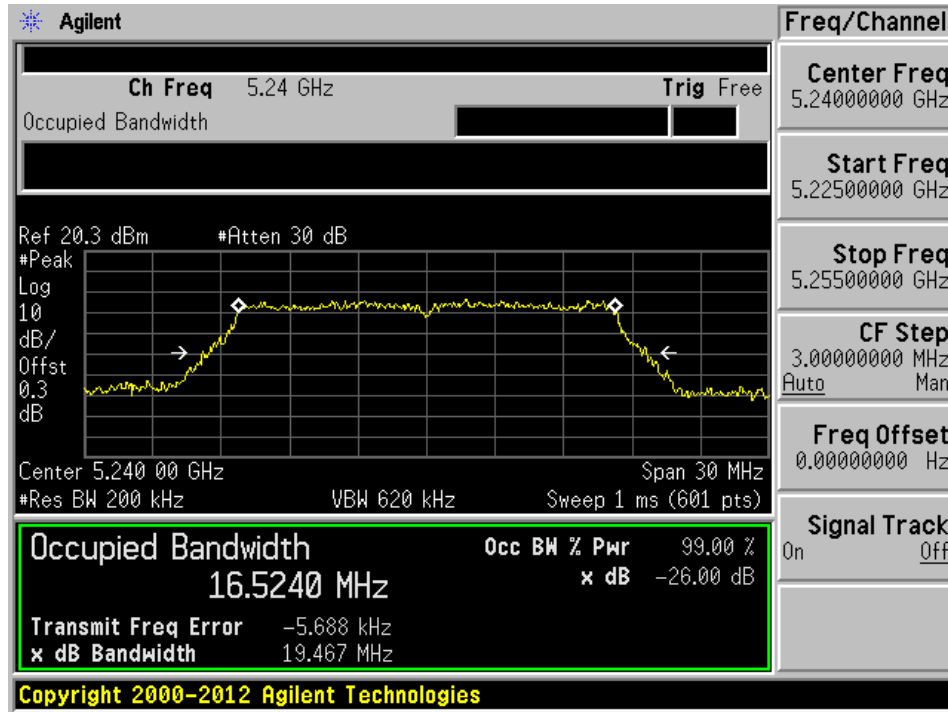 Agilent
Freq/Channel
Ch Freq 5.24 GHz Trig Free
Occupied Bandwidth
Center Freq
5.24000000 GHz
Start Freq
5.22500000 GHz
Stop Freq
5.25500000 GHz
CF Step
3.00000000 MHz
Auto Man
Freq Offset
0.00000000 Hz
Signal Track
On Off
Ref 20.3 dBm #Atten 30 dB
#Peak
Log
10
dB/
Offst
0.3
dB
Center 5.240 00 GHz Span 30 MHz
#Res BW 200 kHz VBW 620 kHz Sweep 1 ms (601 pts)
Occupied Bandwidth Occ BW % Pwr 99.00 %
16.5240 MHz x dB -26.00 dB
Transmit Freq Error -5.688 kHz
x dB Bandwidth 19.467 MHz
Copyright 2000-2012 Agilent Technologies